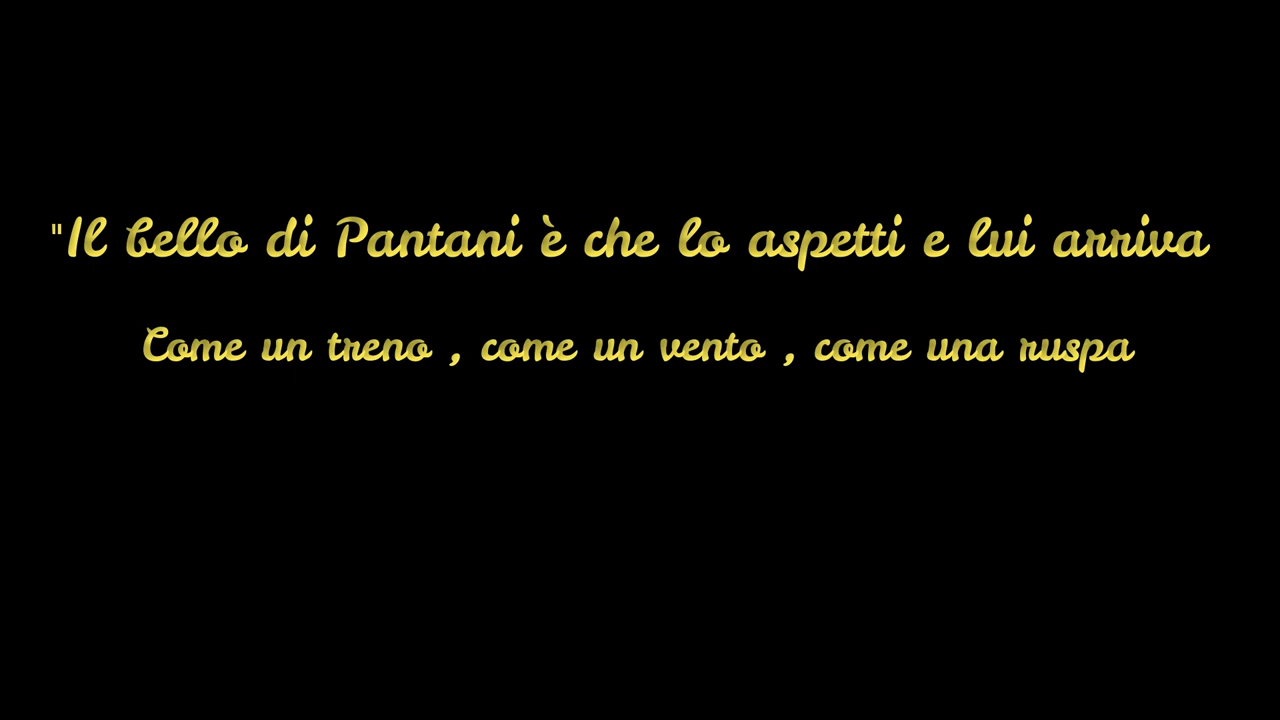 "Il bello di Pantani è che lo aspetti e lui arriva
Come un treno , come un vento , come una ruspa